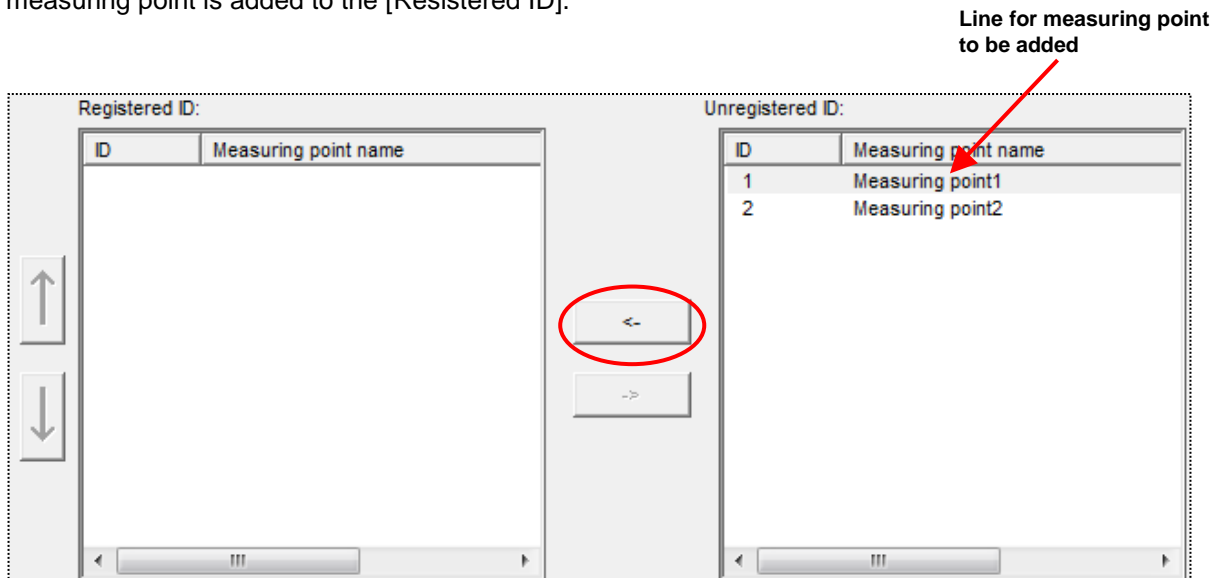 measuring point is added to the [Resistered ID].
Line for measuring point
to be added
Registered ID:
Unregistered ID:
ID Measuring point name
ID Measuring point name
1 Measuring point1
2 Measuring point2
<-
->